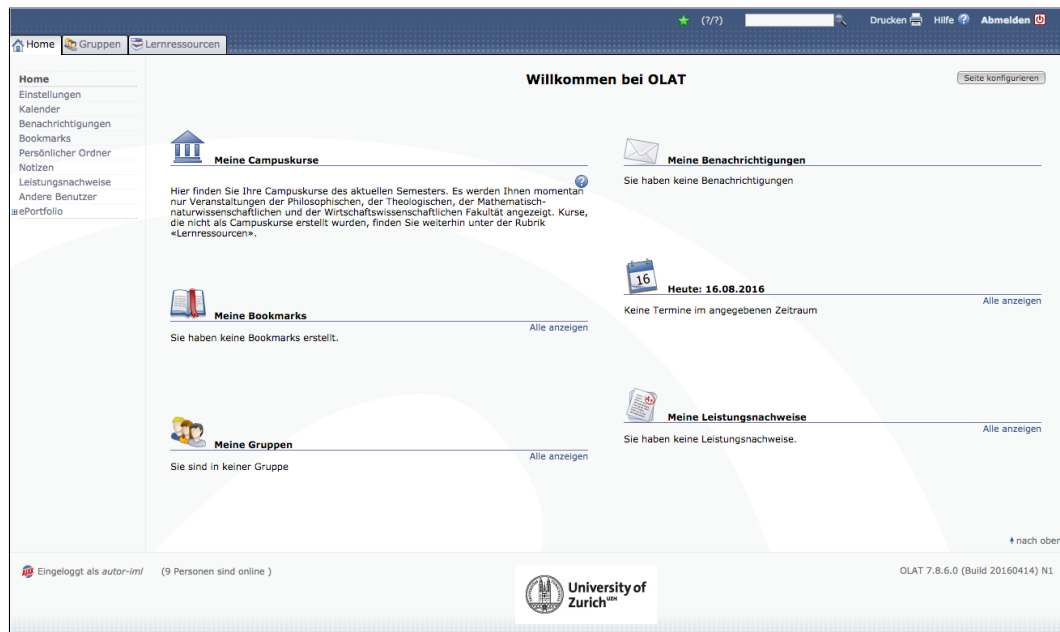 (?/?)
Drucken
Hilfe
Abmelden
Home
Gruppen
Lernressourcen
Home
Einstellungen
Kalender
Benachrichtigungen
Bookmarks
Persönlicher Ordner
Notizen
Leistungsnachweise
Andere Benutzer
ePortfolio
Willkommen bei OLAT
Seite konfigurieren
Meine Campuskurse
Hier finden Sie Ihre Campuskurse des aktuellen Semesters. Es werden Ihnen momentan
nur Veranstaltungen der Philosophischen, der Theologischen, der Mathematisch-
naturwissenschaftlichen und der Wirtschaftswissenschaftlichen Fakultät angezeigt. Kurse,
die nicht als Campuskurse erstellt wurden, finden Sie weiterhin unter der Rubrik
«Lernressourcen».
Meine Bookmarks
Alle anzeigen
Sie haben keine Bookmarks erstellt.
Meine Gruppen
Alle anzeigen
Sie sind in keiner Gruppe
Meine Benachrichtigungen
Sie haben keine Benachrichtigungen
16
Heute: 16.08.2016
Alle anzeigen
Keine Termine im angegebenen Zeitraum
A+
Meine Leistungsnachweise
Alle anzeigen
Sie haben keine Leistungsnachweise.
nach ober
Eingeloggt als autor-iml
(9 Personen sind online )
University of
Zurich UZH
OLAT 7.8.6.0 (Build 20160414) N1